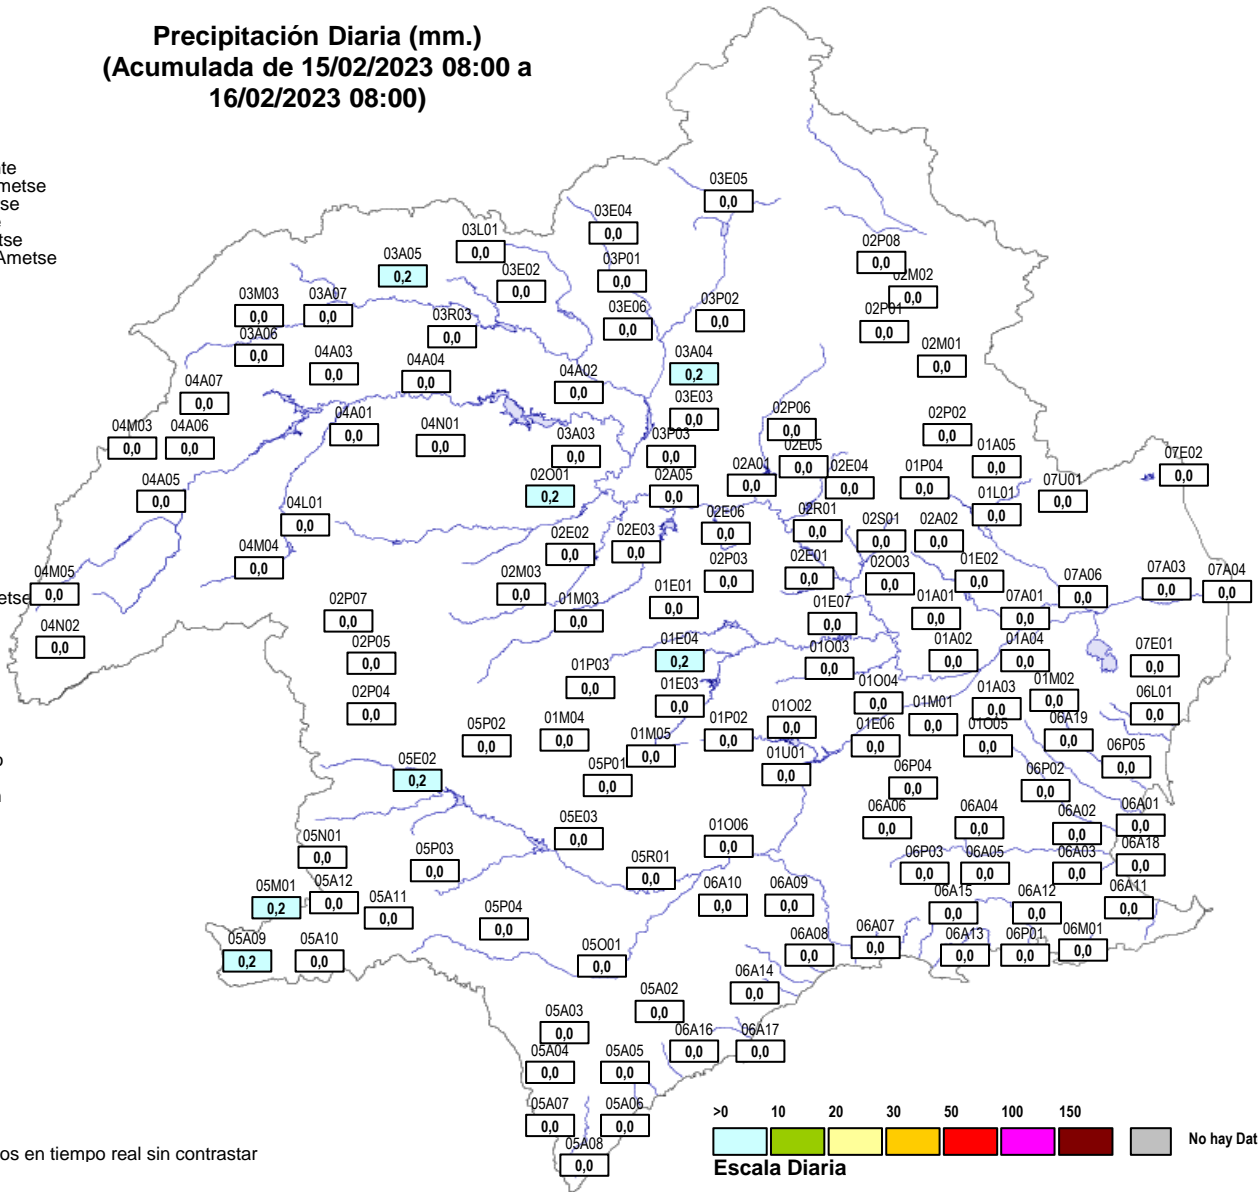 Precipitación Diaria (mm.)
(Acumulada de 15/02/2023 08:00 a
16/02/2023 08:00)
03E05
0,0
03E04
0,0
03L01
0,0
03A05
0,2
03P01
0,0
03E02
0,0
02P08
0,0
02M02
0,0
03M03
0,0
03A07
0,0
03R03
0,0
03E06
0,0
03P02
0,0
02P01
0,0
03A06
0,0
04A03
0,0
04A04
0,0
04A02
0,0
03A04
0,2
02M01
0,0
04A07
0,0
03E03
0,0
04A01
0,0
04N01
0,0
02P06
0,0
02P02
0,0
04M03
0,0
04A06
0,0
03A03
0,0
03P03
0,0
02E05
0,0
01A05
0,0
07E02
0,0
04A05
0,0
02O01
0,2
02A05
0,0
02A01
0,0
02E04
0,0
01P04
0,0
07U01
0,0
01L01
0,0
04L01
0,0
02E06
0,0
02R01
0,0
02S01
0,0
02A02
0,0
04M04
0,0
02E02
0,0
02E03
0,0
02P03
0,0
02E01
0,0
02O03
0,0
01E02
0,0
04M05
0,0
02M03
0,0
07A06
0,0
07A03
0,0
07A04
0,0
02P07
0,0
01M03
0,0
01E01
0,0
01E07
0,0
01A01
0,0
07A01
0,0
04N02
0,0
02P05
0,0
01E04
0,2
01O03
0,0
01A02
0,0
01A04
0,0
07E01
0,0
01P03
0,0
01E03
0,0
01O04
0,0
01A03
0,0
01M02
0,0
06L01
0,0
02P04
0,0
05P02
0,0
01M04
0,0
01M05
0,0
01P02
0,0
01O02
0,0
01E06
0,0
01M01
0,0
01O05
0,0
06A19
0,0
06P05
0,0
05E02
0,2
05P01
0,0
01U01
0,0
06P04
0,0
06P02
0,0
05E03
0,0
01O06
0,0
06A06
0,0
06A04
0,0
06A02
0,0
06A01
0,0
05N01
0,0
05P03
0,0
05R01
0,0
06P03
0,0
06A05
0,0
06A03
0,0
06A18
0,0
05M01
0,2
05A12
0,0
05A11
0,0
05P04
0,0
06A10
0,0
06A09
0,0
06A15
0,0
06A12
0,0
06A11
0,0
05A09
0,2
05A10
0,0
05O01
0,0
06A08
0,0
06A07
0,0
06A13
0,0
06P01
0,0
06M01
0,0
06A14
0,0
05A02
0,0
05A03
0,0
06A16
0,0
06A17
0,0
05A04
0,0
05A05
0,0
05A07
0,0
05A06
0,0
05A08
0,0
>0 10 20 30 50 100 150
No hay Dat
Escala Diaria
os en tiempo real sin contrastar